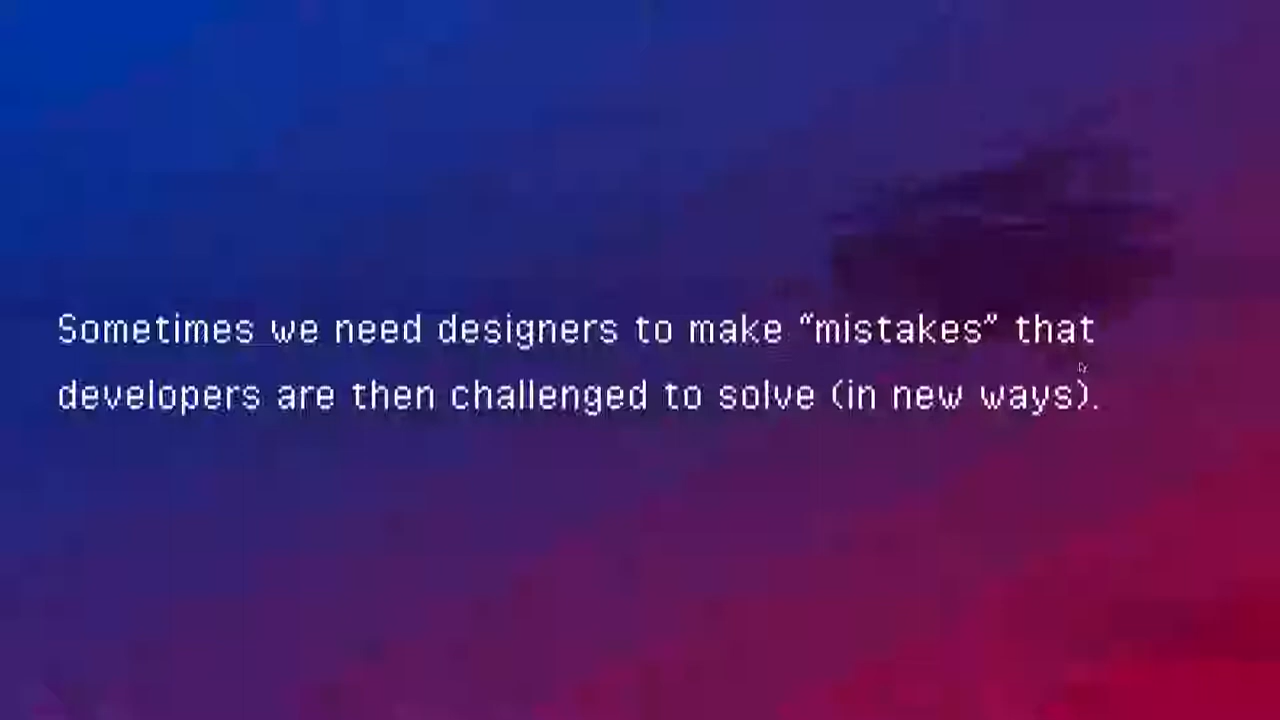 Sometimes we need designers to make “mistakes” that
developers are then challenged to solve (in new ways).